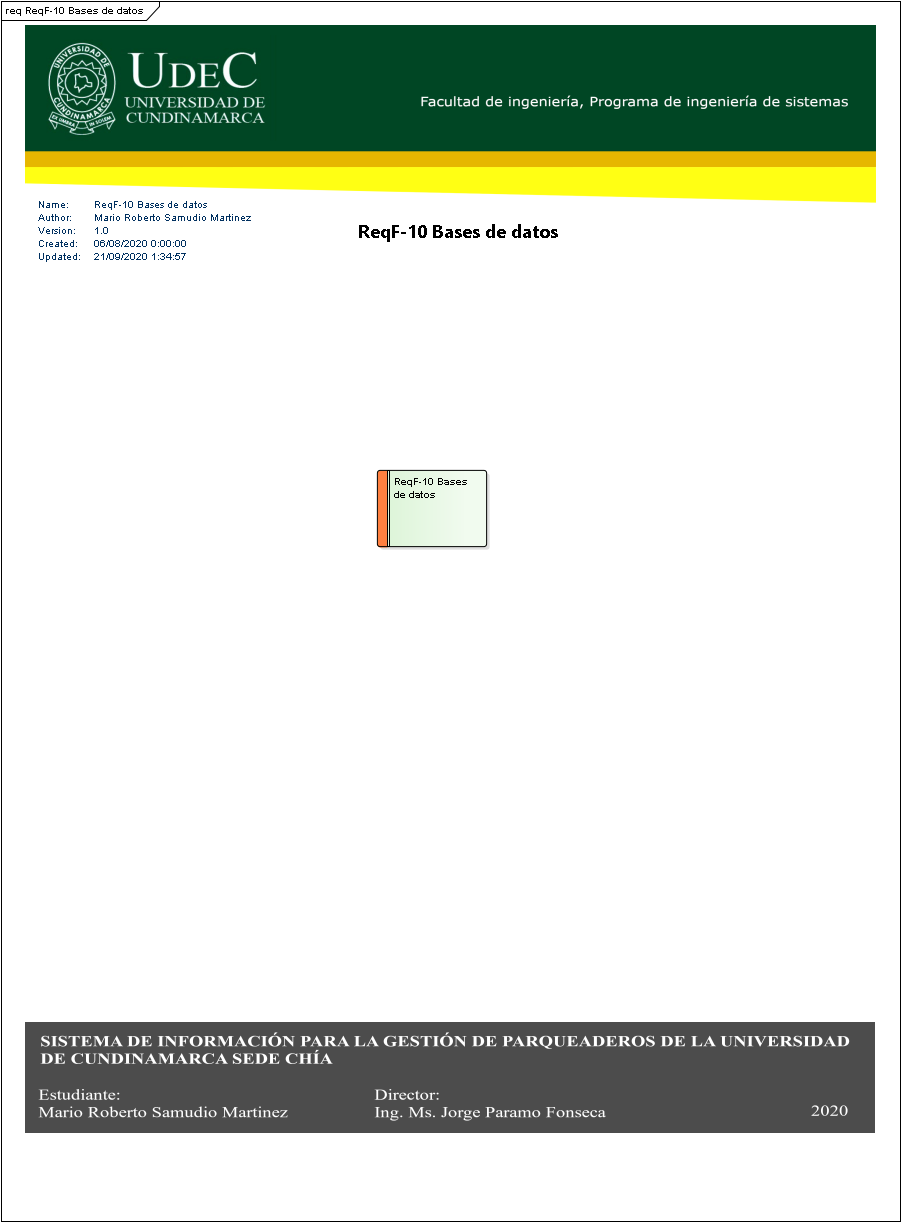 req ReqF-10 Bases de datos
UNIVERSIDAD DE
CUNDINAMARCA
UDEC
UNIVERSIDAD DE
CUNDINAMARCA
Facultad de ingeniería, Programa de ingeniería de sistemas
Name: ReqF-10 Bases de datos
Author: Mario Roberto Samudio Martinez
Version: 1.0
Created: 06/08/2020 0:00:00
Updated: 21/09/2020 1:34:57
ReqF-10 Bases de datos
ReqF-10 Bases
de datos
SISTEMA DE INFORMACIÓN PARA LA GESTIÓN DE PARQUEADEROS DE LA UNIVERSIDAD
DE CUNDINAMARCA SEDE CHÍA
Estudiante: Director:
Mario Roberto Samudio Martinez Ing. Ms. Jorge Paramo Fonseca 2020